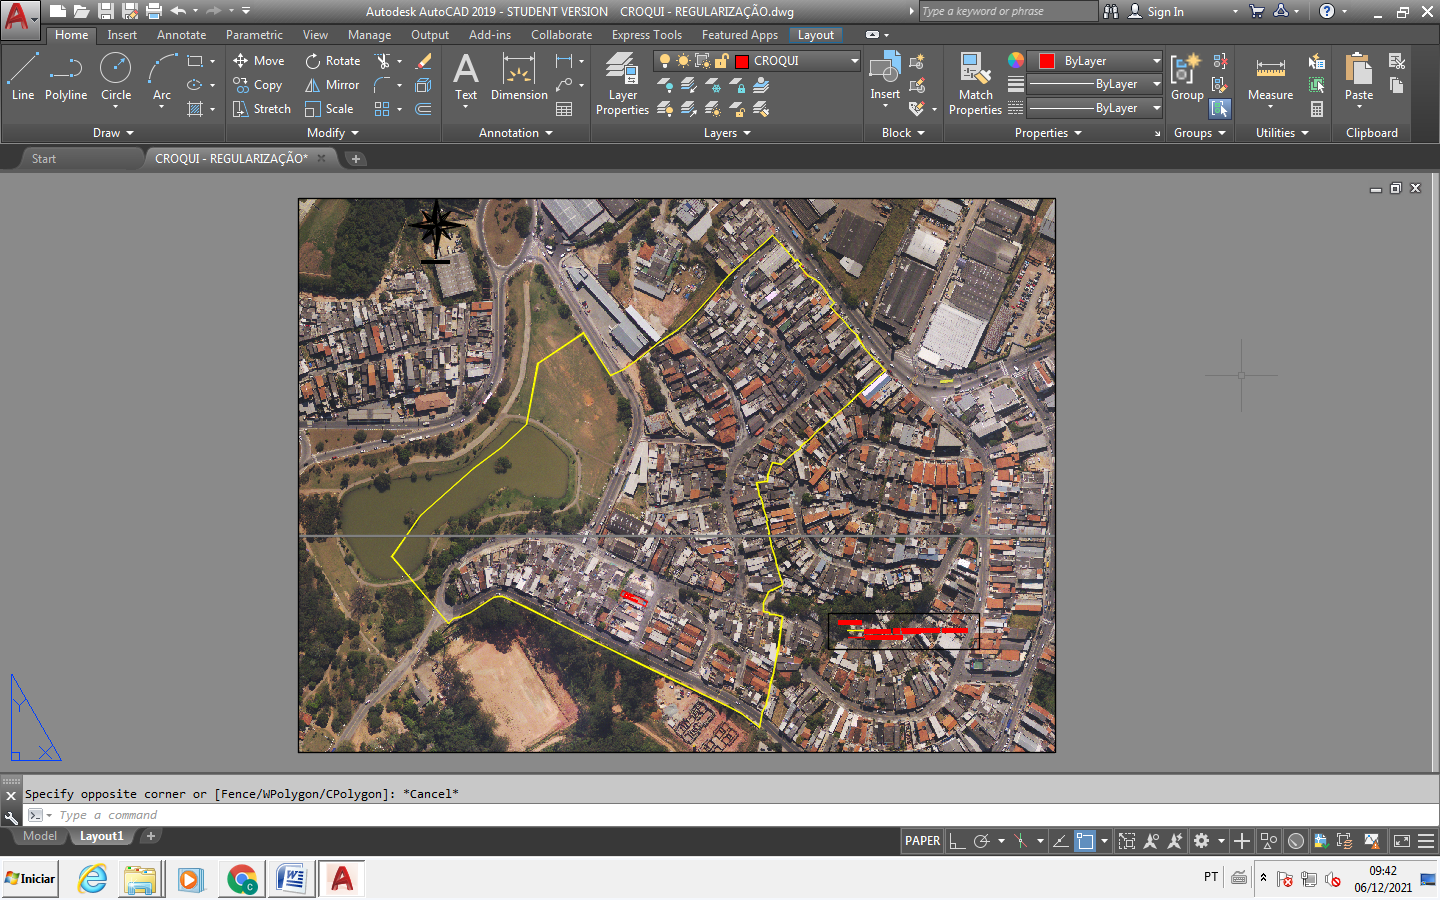 Autodesk AutoCAD 2019 - STUDENT VERSION CROQUI - REGULARIZAÇÃO.dwg
Type a keyword or phrase
Sign In
Home Insert Annotate Parametric View Manage Output Add-ins Collaborate Express Tools Featured Apps Layout
Line Polyline Circle Arc
Move Rotate
Copy Mirror
Stretch Scale
Text Dimension
Layer Properties
CROQUI
Insert
Match Properties
ByLayer
ByLayer
ByLayer
Group
Measure
Paste
Draw Modify Annotation Layers Block Properties Groups Utilities Clipboard
Start CROQUI - REGULARIZAÇÃO*
Y
X
Specify opposite corner or [Fence/WPolygon/CPolygon]: *Cancel*
Type a command
Model Layout1
PAPER
Iniciar
PT
09:42
06/12/2021